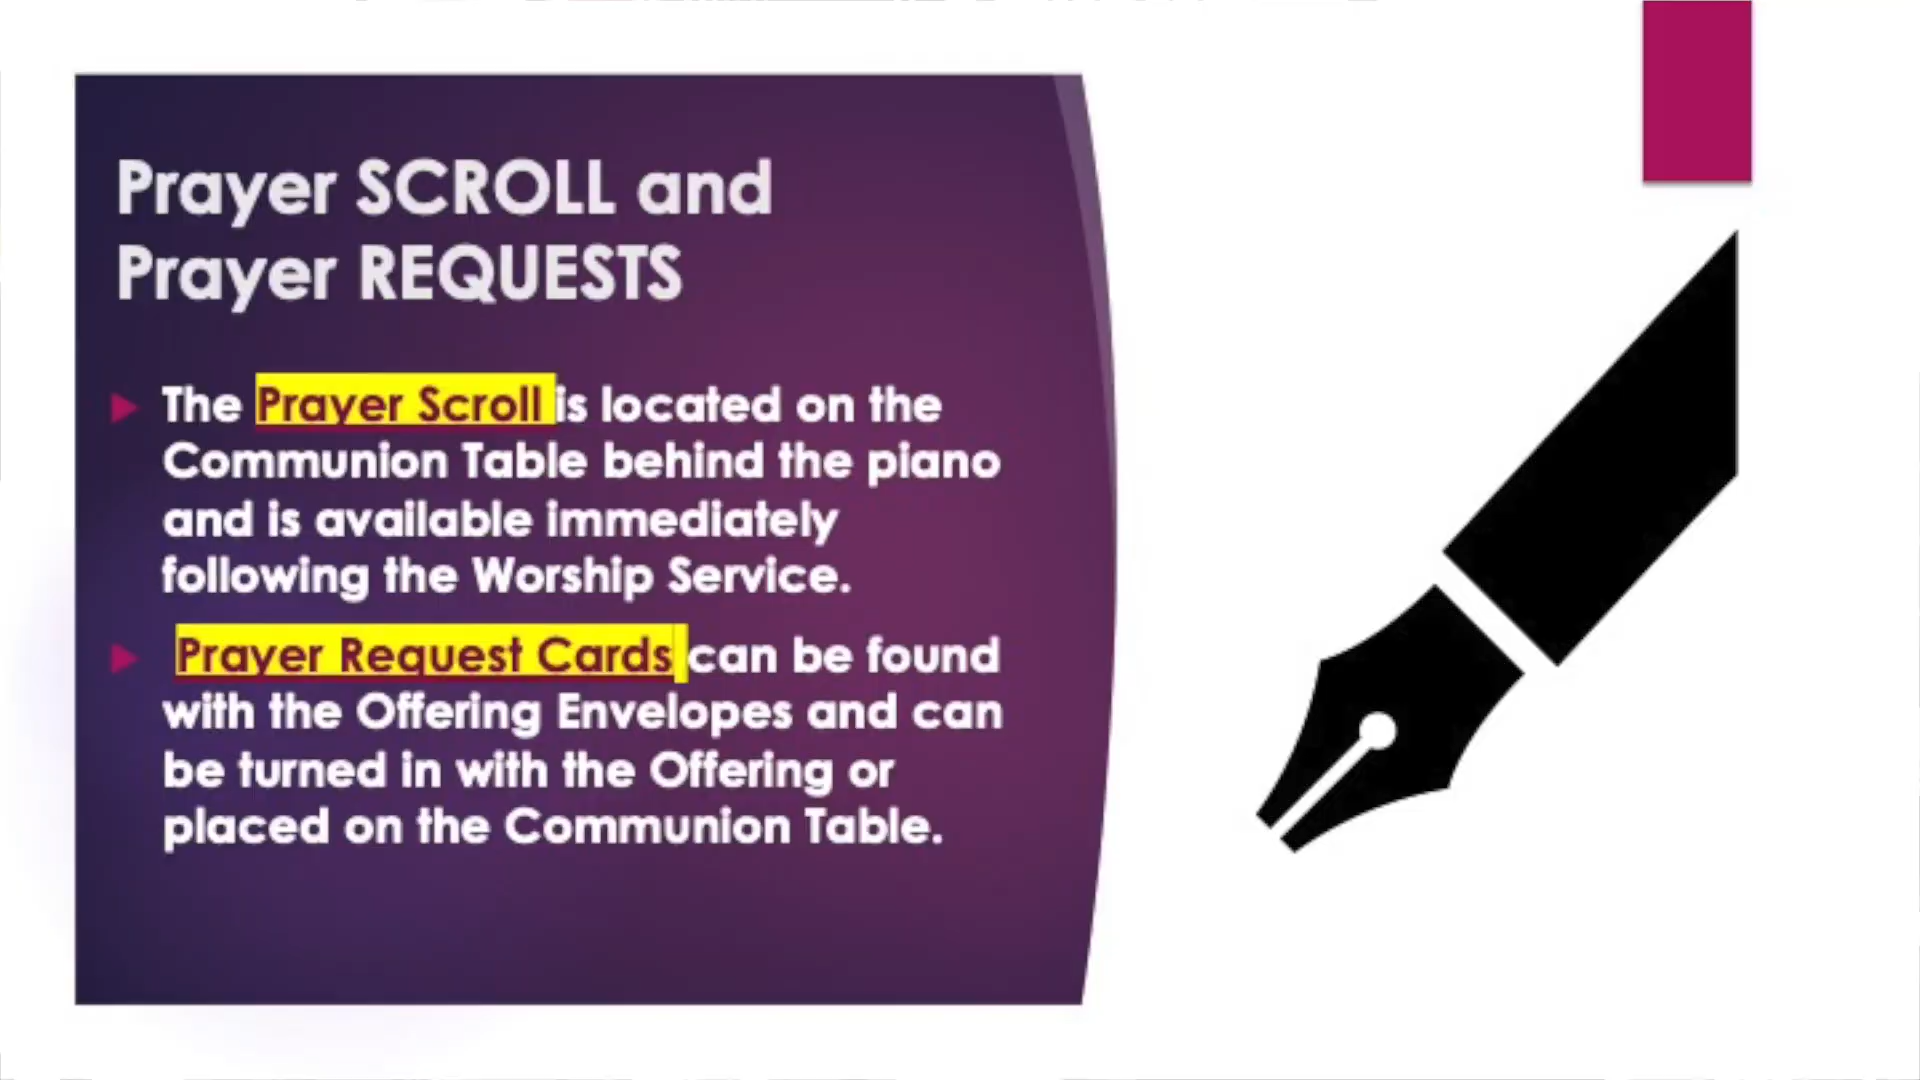 Prayer SCROLL and
Prayer REQUESTS
The Prayer Scroll is located on the
Communion Table behind the piano
and is available immediately
following the Worship Service.
Prayer Request Cards can be found
with the Offering Envelopes and can
be turned in with the Offering or
placed on the Communion Table.